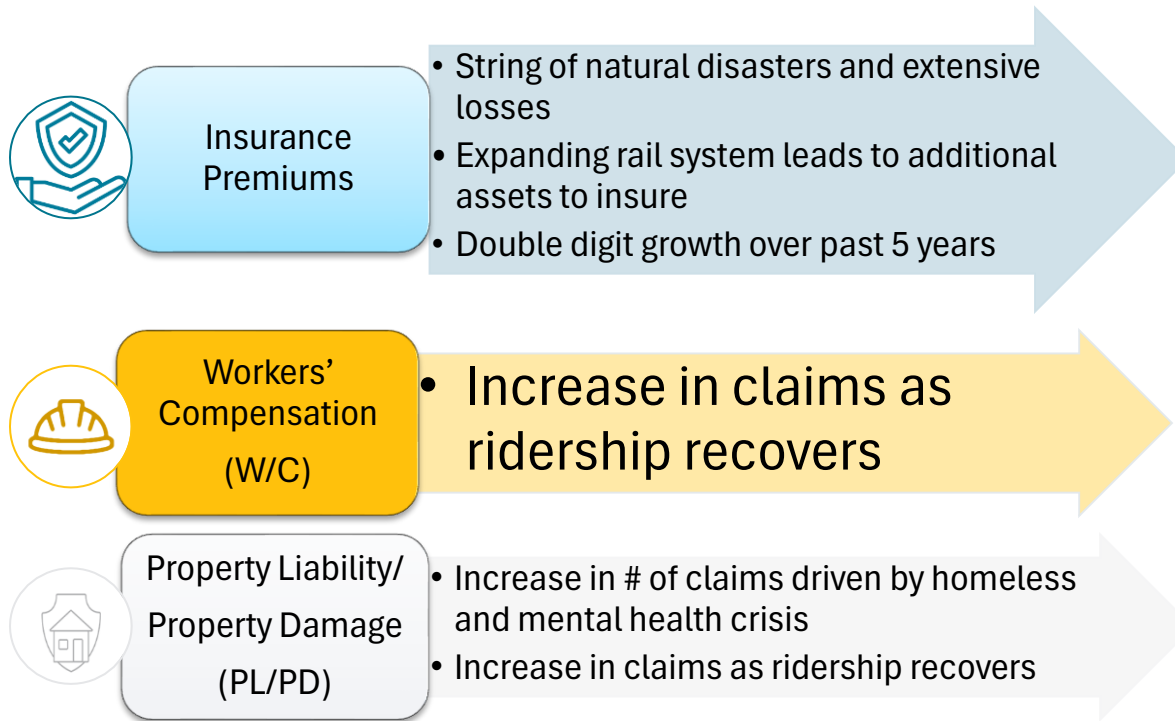 Insurance
Premiums
• String of natural disasters and extensive
losses
• Expanding rail system leads to additional
assets to insure
• Double digit growth over past 5 years
Workers’
Compensation
(W/C)
• Increase in claims as
ridership recovers
Property Liability/
Property Damage
(PL/PD)
• Increase in # of claims driven by homeless
and mental health crisis
• Increase in claims as ridership recovers